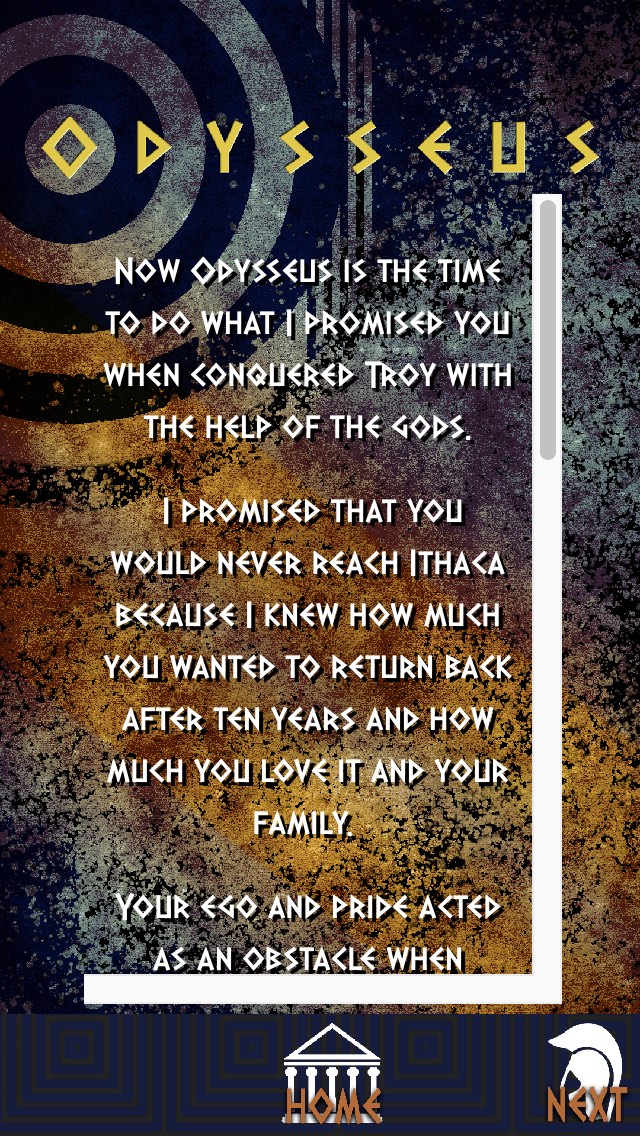 Odysseus
Now Odysseus is the time
to do what I promised you
when conquered Troy with
the help of the gods.
I promised that you
would never reach Ithaca
because I knew how much
you wanted to return back
after ten years and how
much you love it and your
family.
Your ego and pride acted
as an obstacle when
HOME
NEXT